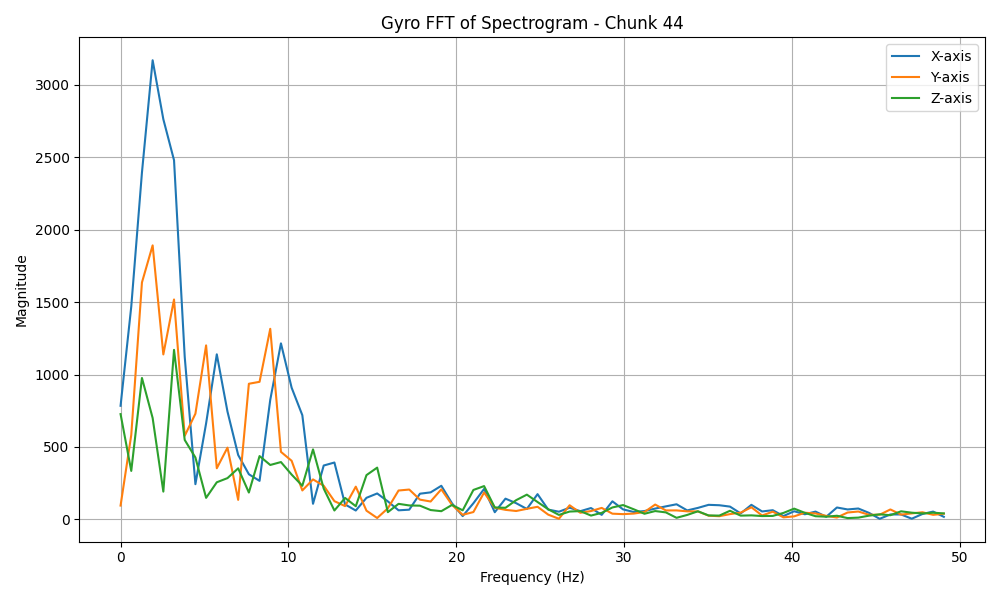 Gyro FFT of Spectrogram - Chunk 44
X-axis
Y-axis
Z-axis
Magnitude
3000
2500
2000
1500
1000
500
0
0 10 20 30 40 50
Frequency (Hz)